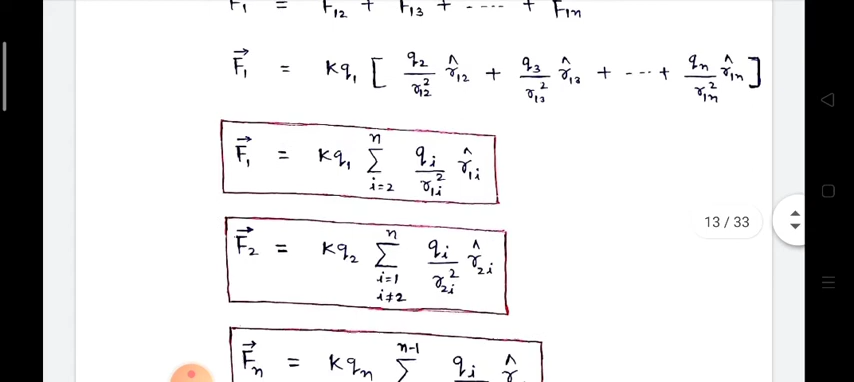 F₁ = F₁₂ + F₁₃ + ---- + F₁ₙ
F⃗₁ = Kq₁ [ q₂/r₁₂² r̂₁₂ + q₃/r₁₃² r̂₁₃ + --- + qₙ/r₁ₙ² r̂₁ₙ ]
F⃗₁ = Kq₁ Σ_{i=2}^{n} qᵢ/r₁ᵢ² r̂₁ᵢ
F⃗₂ = Kq₂ Σ_{i=1, i≠2}^{n} qᵢ/r₂ᵢ² r̂₂ᵢ
13 / 33
F⃗ₙ = Kqₙ Σ^{n-1} qᵢ r̂